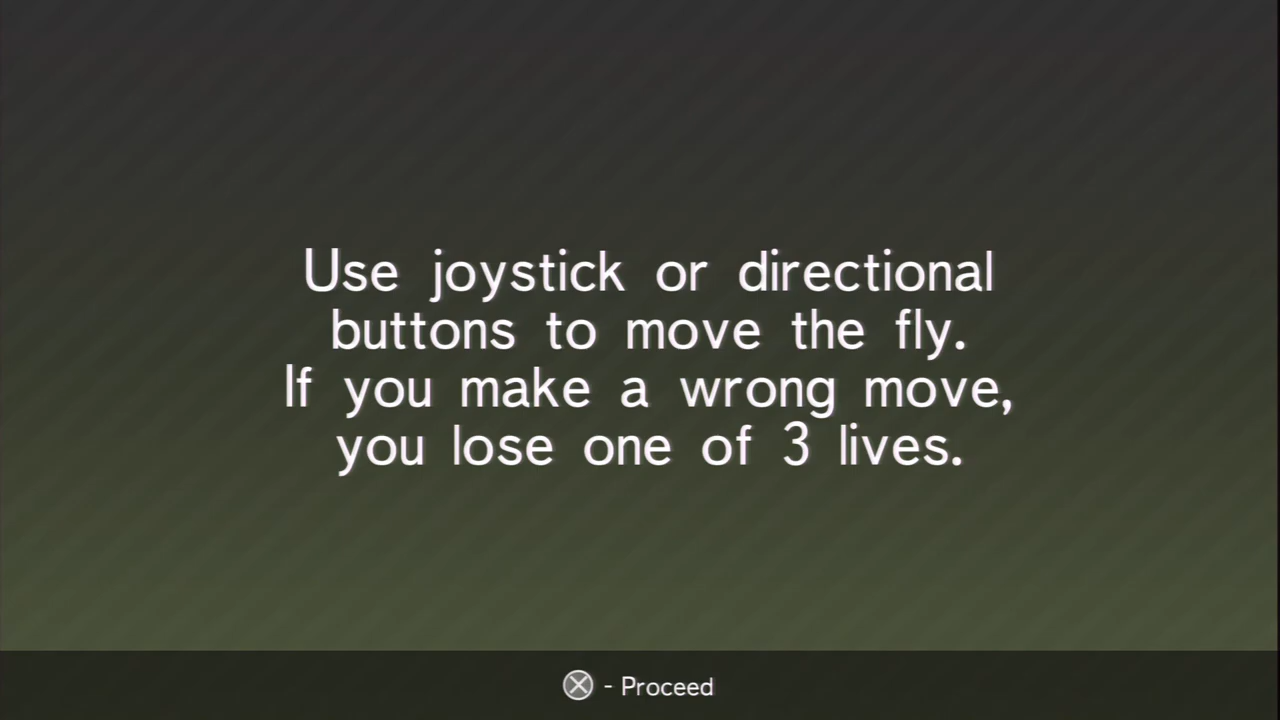 Use joystick or directional
buttons to move the fly.
If you make a wrong move,
you lose one of 3 lives.
- Proceed